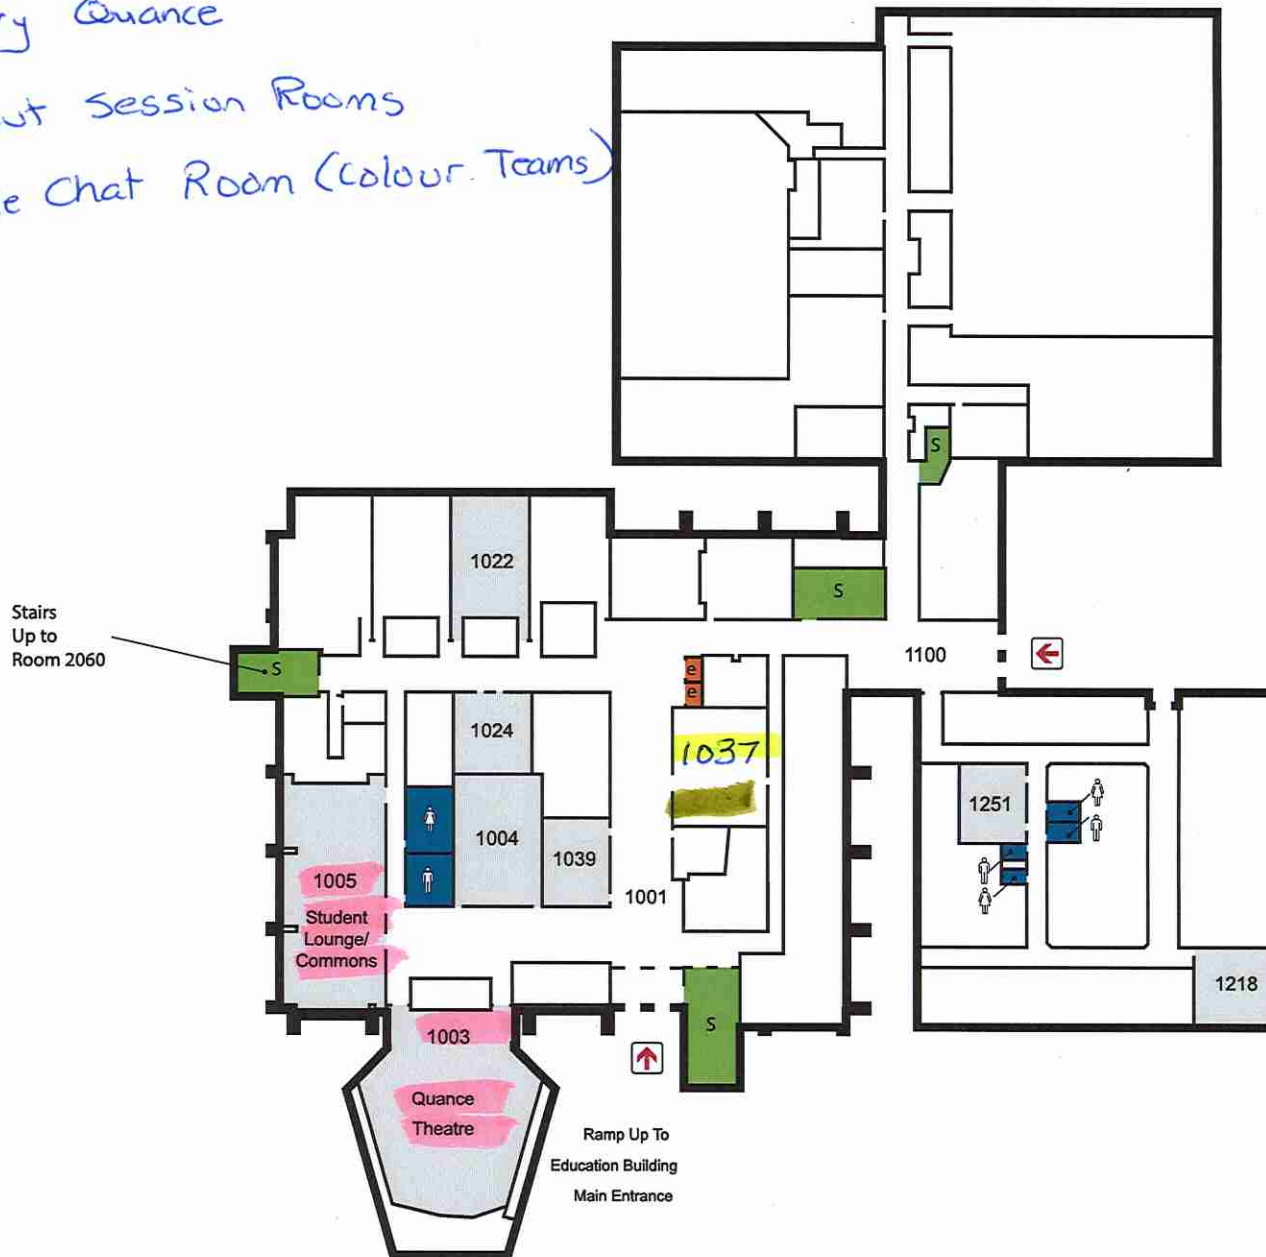 Quance
Session Rooms
Chat Room (Colour Teams)
S
1022
S
Stairs
Up to
Room 2060
S
1100
e
e
1024
1037
1251
1004
1039
1005
1001
Student
Lounge/
Commons
1218
S
1003
Quance
Theatre
Ramp Up To
Education Building
Main Entrance